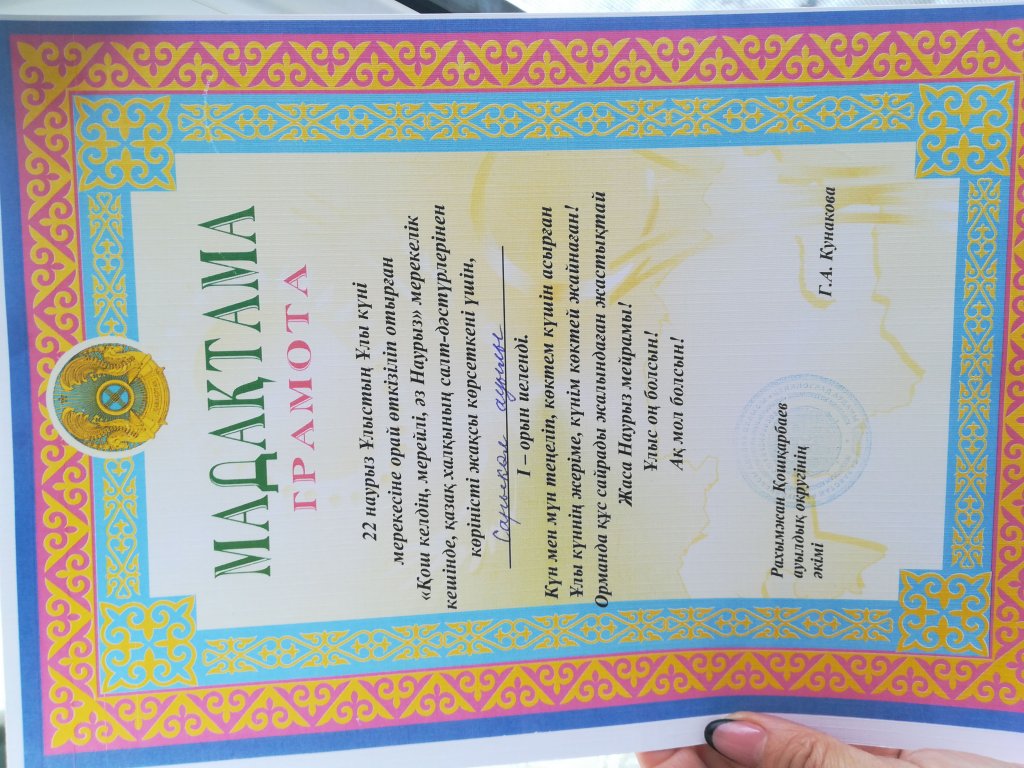 МАДАҚТАМА
ГРАМОТА
22 наурыз Ұлыстың Ұлы күні
мерекесіне орай өткізіліп отырған
«Қош келдің, мерейлі, әз Наурыз» мерекелік
кешінде, қазақ халқының салт-дәстүрлерінен
көріністі жақсы көрсеткені үшін,
Сарыкөл ауылы
І - орын иеленді.
Күн мен мүн теңеліп, көктем күшін асырған
Ұлы күннің жеріме, күнім көктей жайнаған!
Орманда құс сайрады жалындаған жастықтай
Жаса Наурыз мейрамы!
Ұлыс оң болсын!
Ақ мол болсын!
Рахымжан Қошқарбаев
ауылдық округінің
әкімі
Г.А. Кунакова